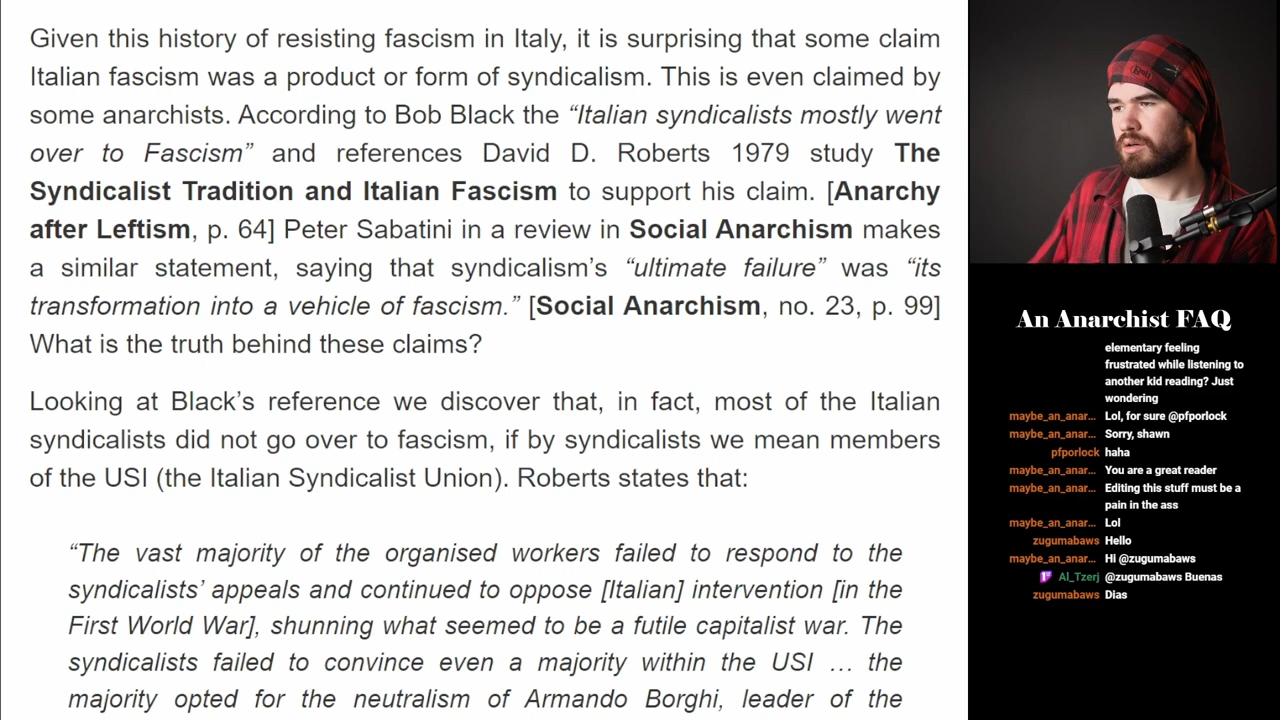 Given this history of resisting fascism in Italy, it is surprising that some claim
Italian fascism was a product or form of syndicalism. This is even claimed by
some anarchists. According to Bob Black the “Italian syndicalists mostly went
over to Fascism” and references David D. Roberts 1979 study The
Syndicalist Tradition and Italian Fascism to support his claim. [Anarchy
after Leftism, p. 64] Peter Sabatini in a review in Social Anarchism makes
a similar statement, saying that syndicalism’s “ultimate failure” was “its
transformation into a vehicle of fascism.” [Social Anarchism, no. 23, p. 99]
What is the truth behind these claims?
Looking at Black’s reference we discover that, in fact, most of the Italian
syndicalists did not go over to fascism, if by syndicalists we mean members
of the USI (the Italian Syndicalist Union). Roberts states that:
“The vast majority of the organised workers failed to respond to the
syndicalists’ appeals and continued to oppose [Italian] intervention [in the
First World War], shunning what seemed to be a futile capitalist war. The
syndicalists failed to convince even a majority within the USI … the
majority opted for the neutralism of Armando Borghi, leader of the
An Anarchist FAQ
elementary feeling
frustrated while listening to
another kid reading? Just
wondering
maybe_an_anar... Lol, for sure @pfporlock
maybe_an_anar... Sorry, shawn
pfporlock haha
maybe_an_anar... You are a great reader
maybe_an_anar... Editing this stuff must be a
pain in the ass
maybe_an_anar... Lol
zugumabaws Hello
maybe_an_anar... Hi @zugumabaws
Al_Tzerj @zugumabaws Buenas
zugumabaws Dias